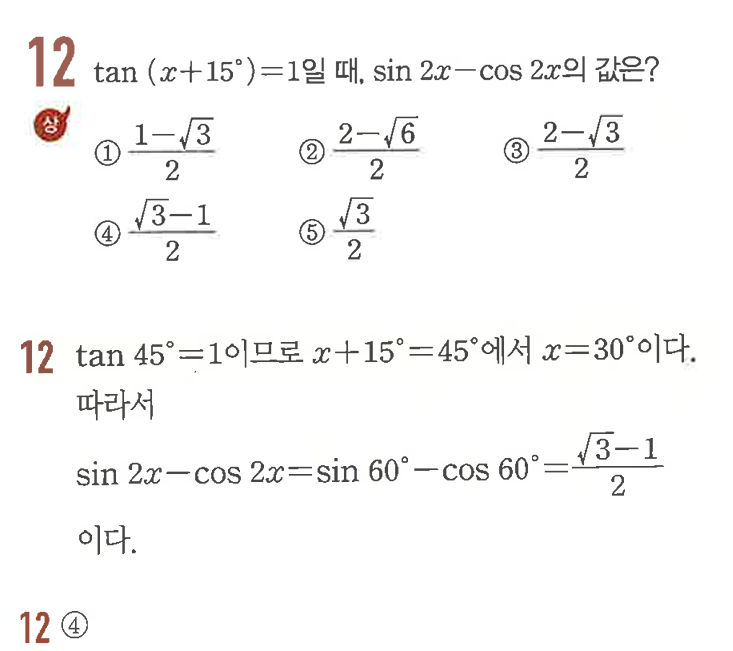 12 tan (x+15°)=1일 때, sin 2x−cos 2x의 값은?
상
① (1−√3)/2 ② (2−√6)/2 ③ (2−√3)/2
④ (√3−1)/2 ⑤ √3/2
12 tan 45°=1이므로 x+15°=45°에서 x=30°이다.
따라서
sin 2x−cos 2x=sin 60°−cos 60°=(√3−1)/2
이다.
12 ④